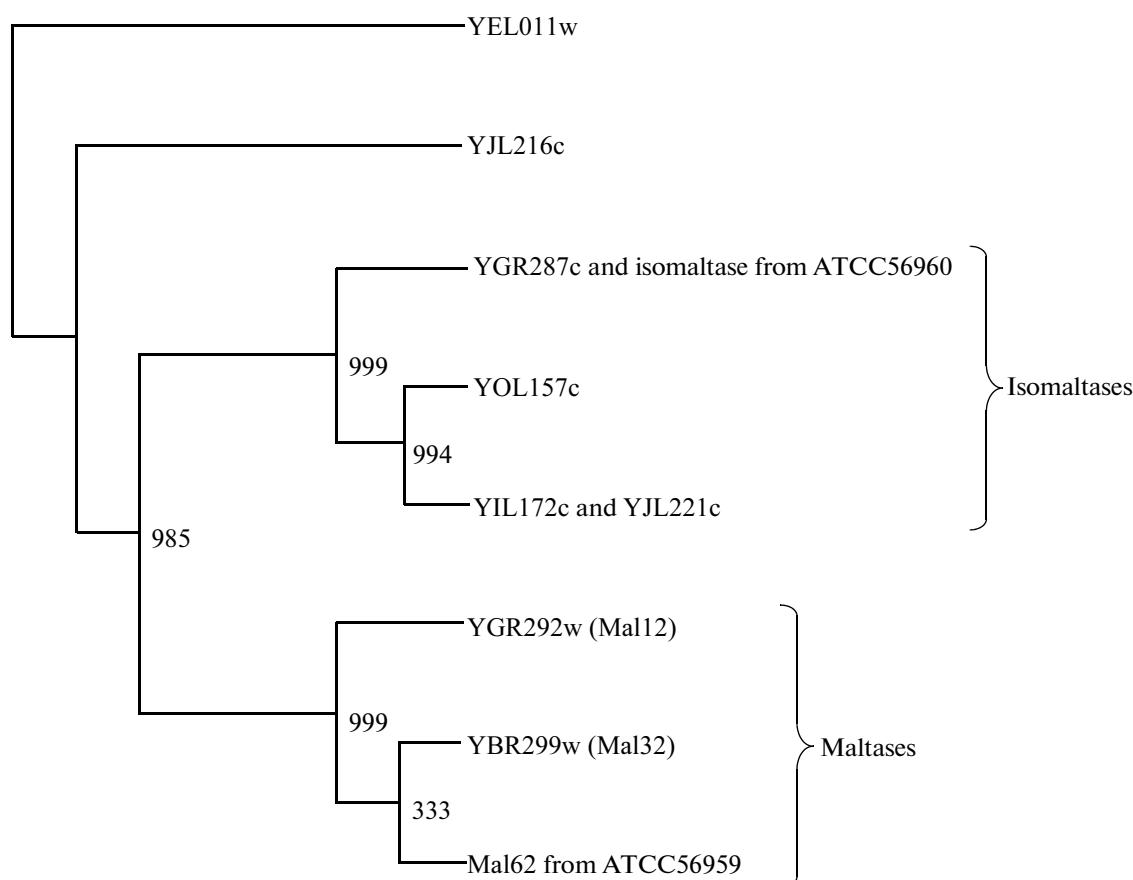 YEL011w
YJL216c
YGR287c and isomaltase from ATCC56960
999
YOL157c
Isomaltases
994
YIL172c and YJL221c
985
YGR292w (Mal12)
999
YBR299w (Mal32)
Maltases
333
Mal62 from ATCC56959